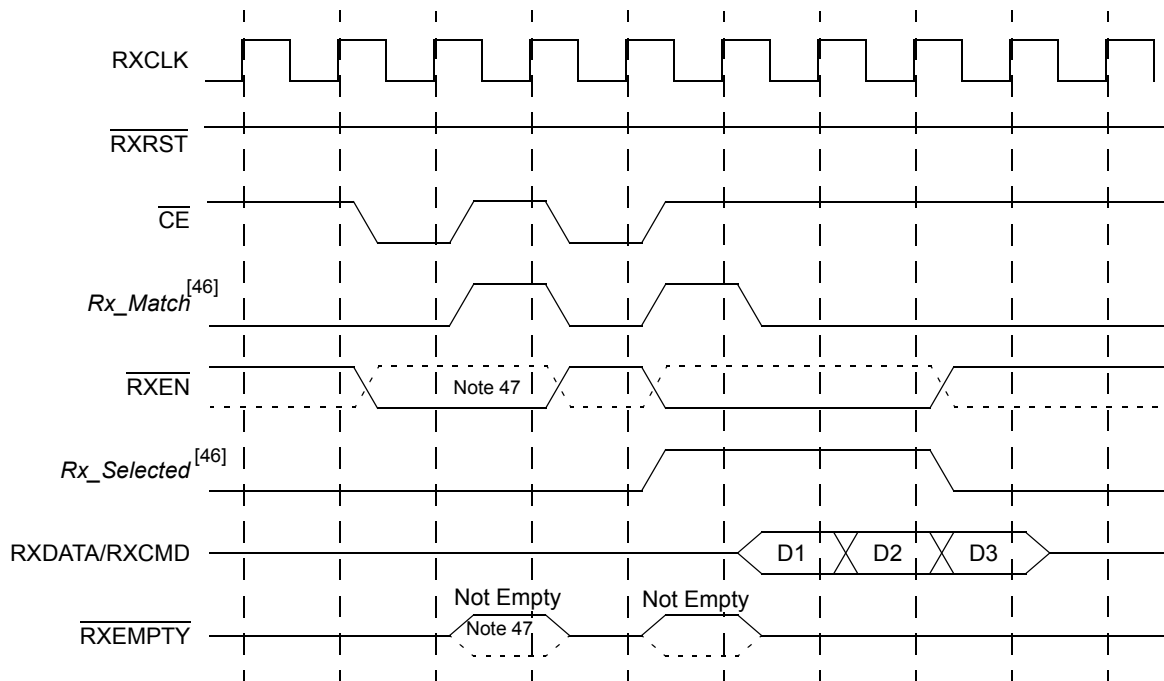 RXCLK
RXRST
CE
Rx_Match[46]
RXEN
Note 47
Rx_Selected[46]
RXDATA/RXCMD
D1 D2 D3
Not Empty Not Empty
RXEMPTY
Note 47